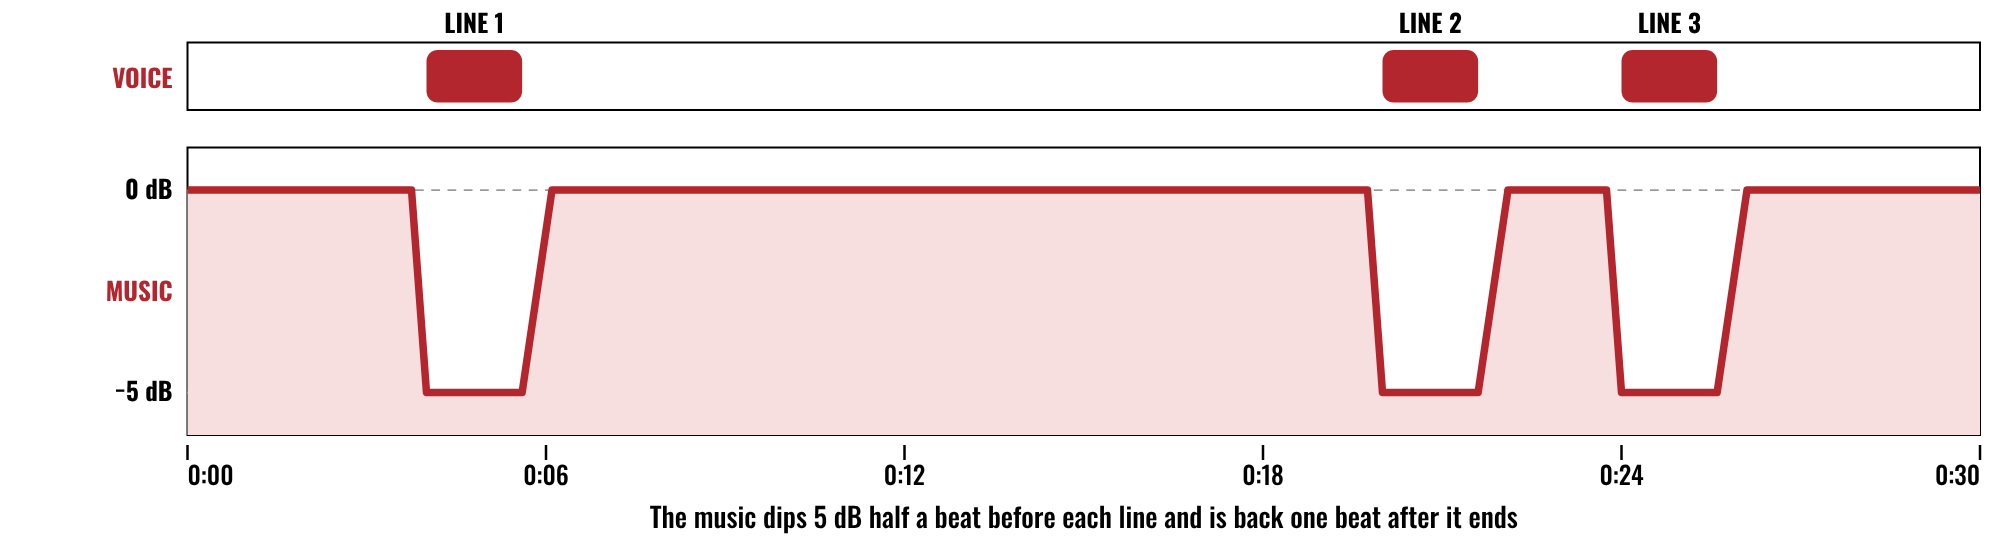 LINE 1 LINE 2 LINE 3
VOICE
0 dB
MUSIC
−5 dB
0:00 0:06 0:12 0:18 0:24 0:30
The music dips 5 dB half a beat before each line and is back one beat after it ends